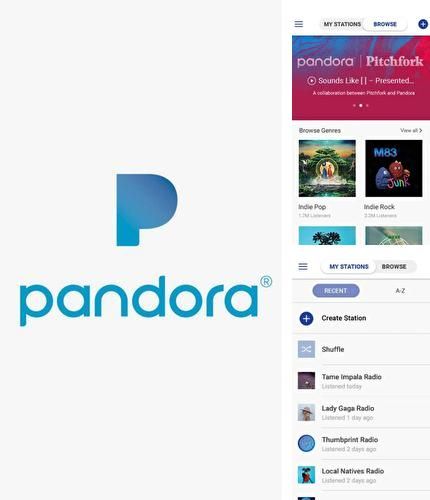 pandora®
MY STATIONS
BROWSE
pandora | Pitchfork
Sounds Like [ ] – Presented...
A collaboration between Pitchfork and Pandora
Browse Genres
View all >
M83
Junk
Indie Pop
1.7M Listeners
Indie Rock
2.2M Listeners
MY STATIONS
BROWSE
RECENT
A-Z
Create Station
Shuffle
Tame Impala Radio
Listened today
Lady Gaga Radio
Listened 1 day ago
Thumbprint Radio
Listened 2 days ago
Local Natives Radio
Listened 2 days ago